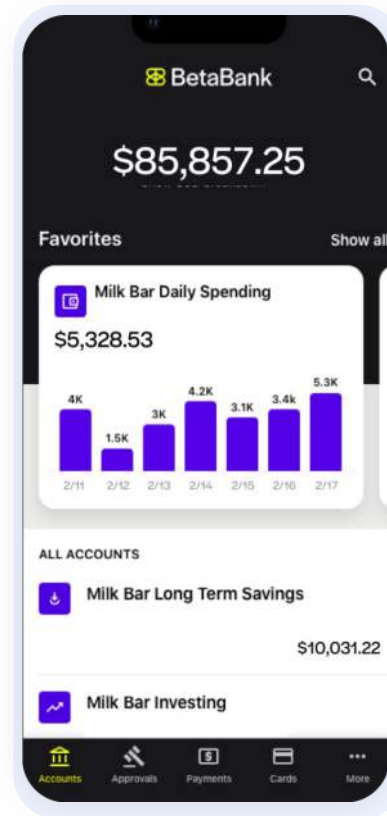 BetaBank
$85,857.25
Favorites
Show all
Milk Bar Daily Spending
$5,328.53
4K
1.5K
3K
4.2K
3.1K
3.4k
5.3K
2/11
2/12
2/13
2/14
2/15
2/16
2/17
ALL ACCOUNTS
Milk Bar Long Term Savings
$10,031.22
Milk Bar Investing
Accounts
Approvals
Payments
Cards
More